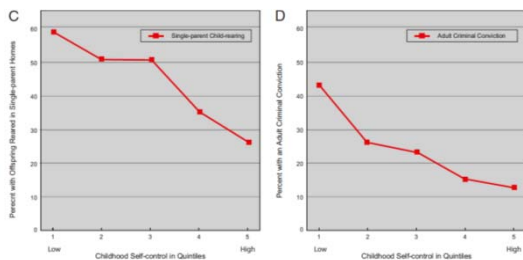 C
Single-parent Child-rearing
Perecnt with Offspring Reared in Single-parent Homes
60
50
40
30
20
10
0
1
2
3
4
5
Low
High
Childhood Self-control in Quintiles
D
Adult Criminal Conviction
Percent with an Adult Criminal Conviction
60
50
40
30
20
10
0
1
2
3
4
5
Low
High
Childhood Self-control in Quintiles